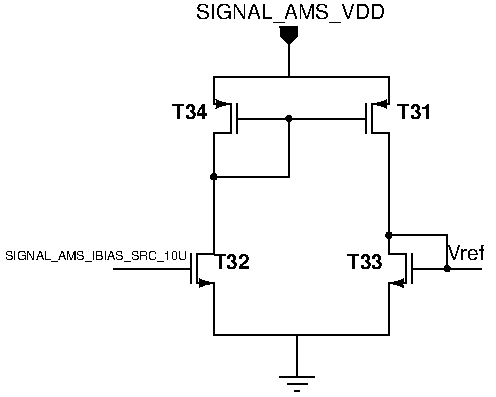 SIGNAL_AMS_VDD
T34
T31
SIGNAL_AMS_IBIAS_SRC_10U
T32
T33
Vref